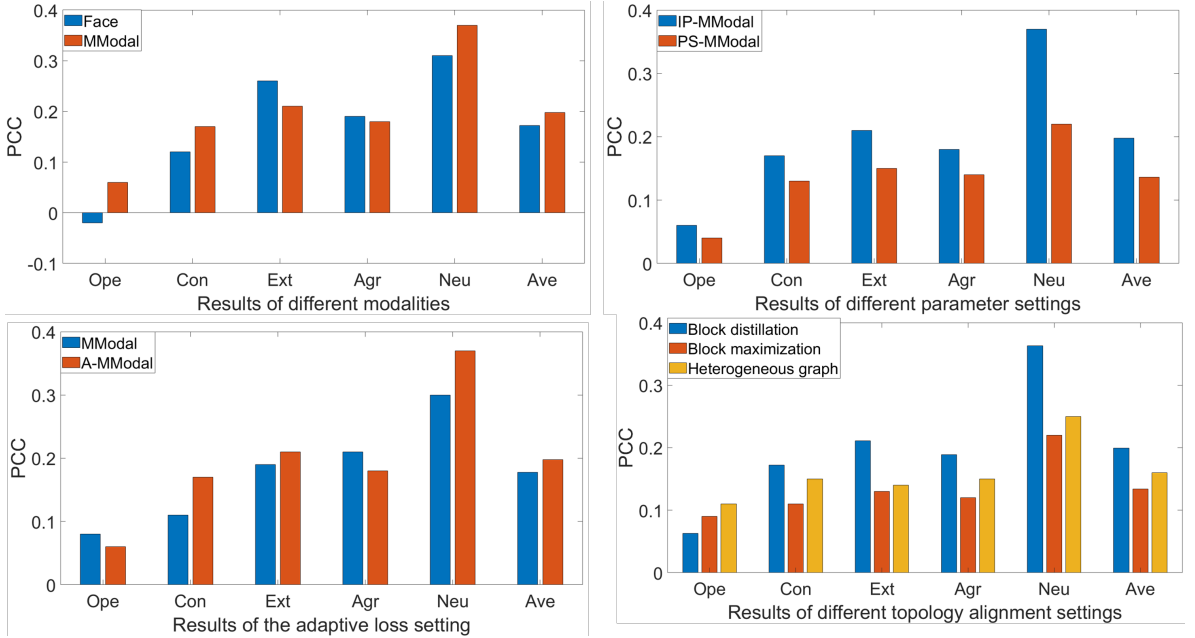 0.4
0.3
0.2
0.1
0
-0.1
PCC
Face
MModal
Ope Con Ext Agr Neu Ave
Results of different modalities
0.4
0.3
0.2
0.1
0
PCC
IP-MModal
PS-MModal
Ope Con Ext Agr Neu Ave
Results of different parameter settings
0.4
0.3
0.2
0.1
0
PCC
MModal
A-MModal
Ope Con Ext Agr Neu Ave
Results of the adaptive loss setting
0.4
0.3
0.2
0.1
0
PCC
Block distillation
Block maximization
Heterogeneous graph
Ope Con Ext Agr Neu Ave
Results of different topology alignment settings